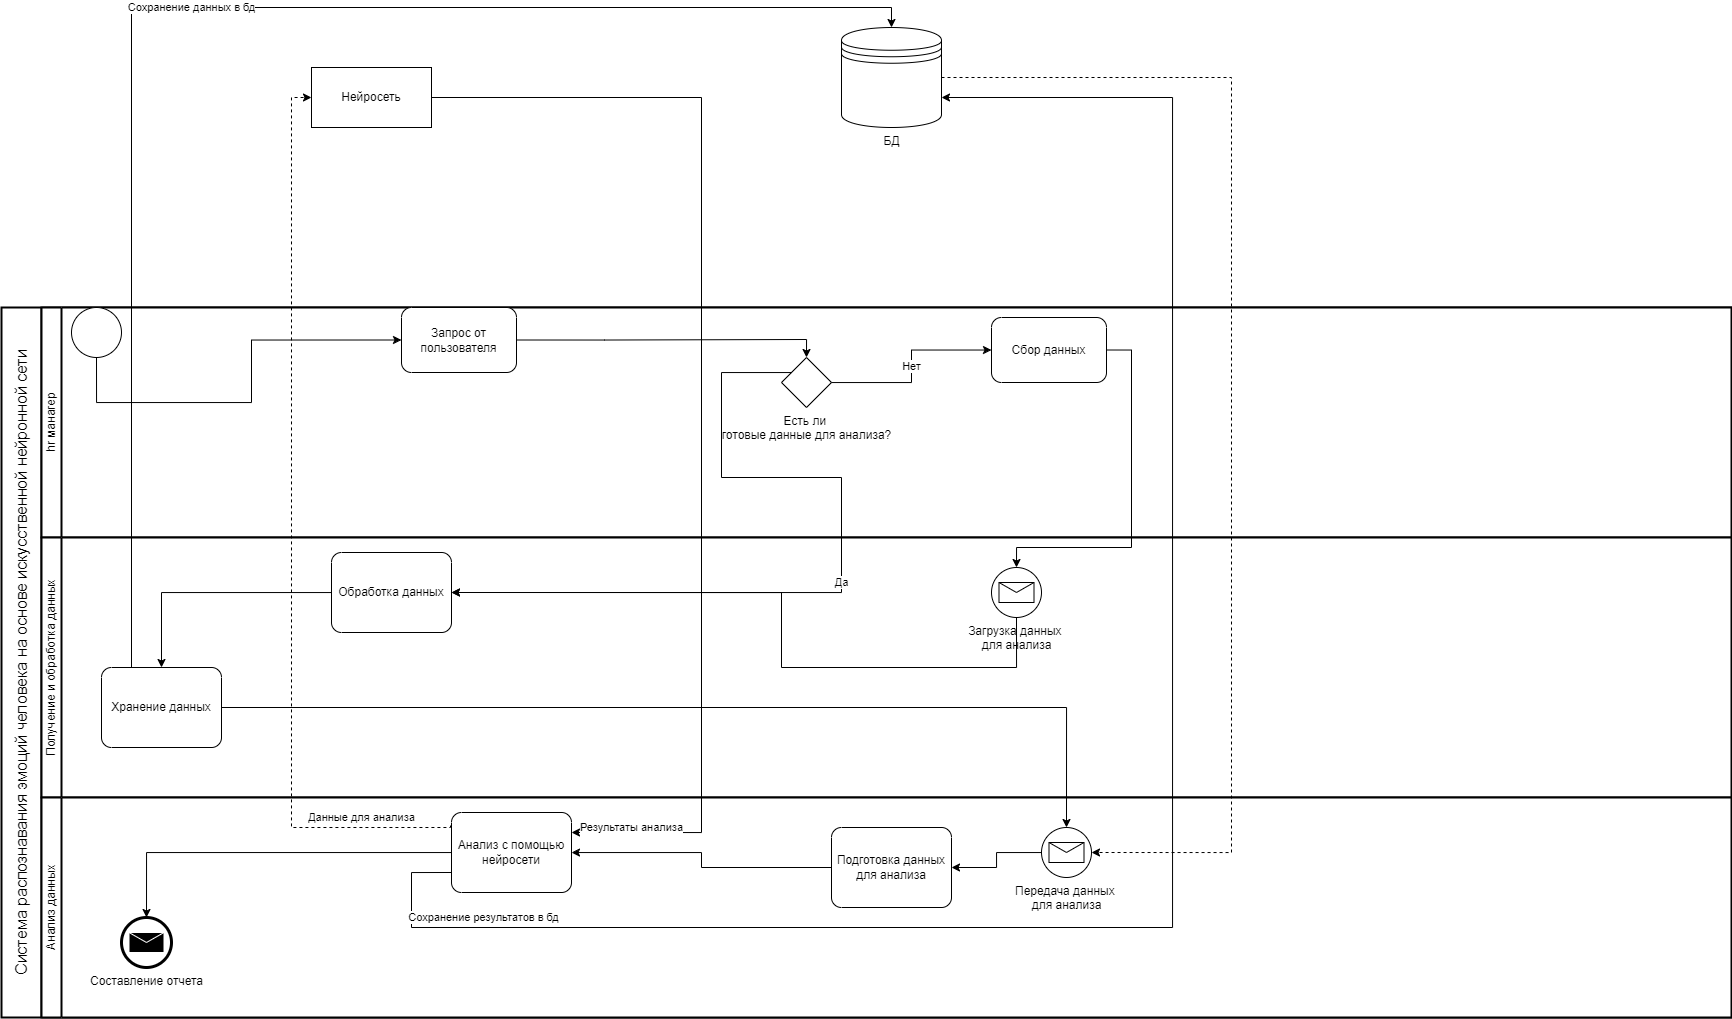 Сохранение данных в бд
Нейросеть
БД
Система распознавания эмоций человека на основе искусственной нейронной сети
hr манагер
Запрос от
пользователя
Сбор данных
Нет
Есть ли
готовые данные для анализа?
Получение и обработка данных
Обработка данных
Да
Загрузка данных
для анализа
Хранение данных
Анализ данных
Данные для анализа
Результаты анализа
Анализ с помощью
нейросети
Подготовка данных
для анализа
Передача данных
для анализа
Сохранение результатов в бд
Составление отчета